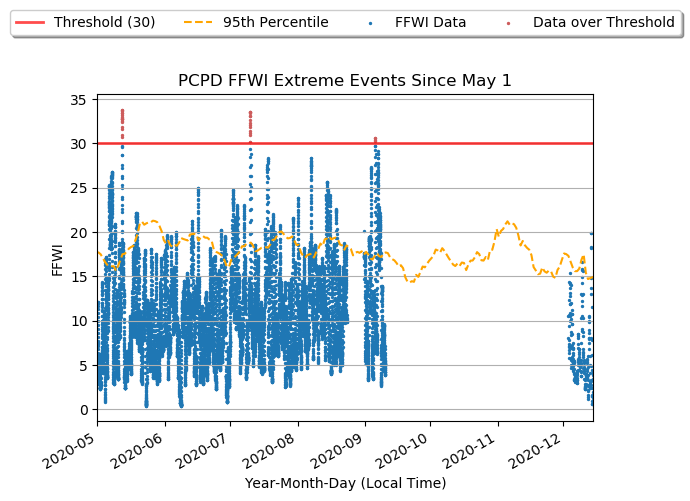 Threshold (30) 95th Percentile FFWI Data Data over Threshold
PCPD FFWI Extreme Events Since May 1
35
30
25
20
15
10
5
0
FFWI
2020-05 2020-06 2020-07 2020-08 2020-09 2020-10 2020-11 2020-12
Year-Month-Day (Local Time)